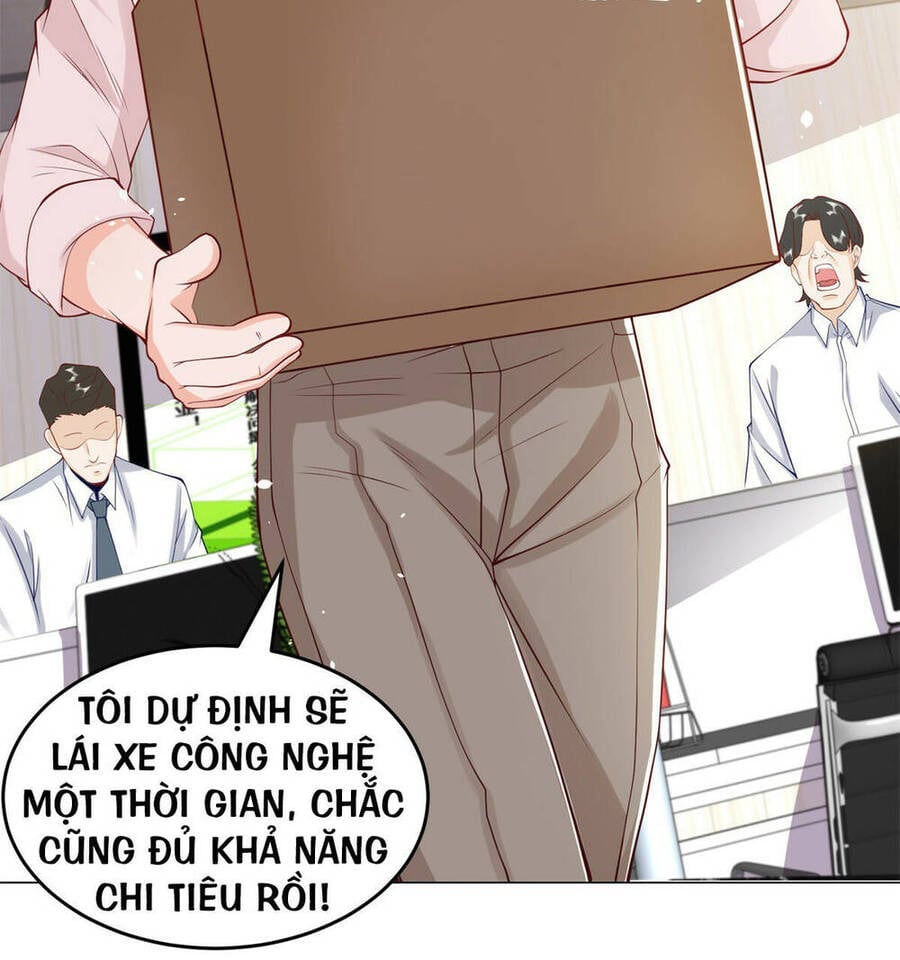 TÔI DỰ ĐỊNH SẼ
LÁI XE CÔNG NGHỆ
MỘT THỜI GIAN, CHẮC
CŨNG ĐỦ KHẢ NĂNG
CHI TIÊU RỒI!